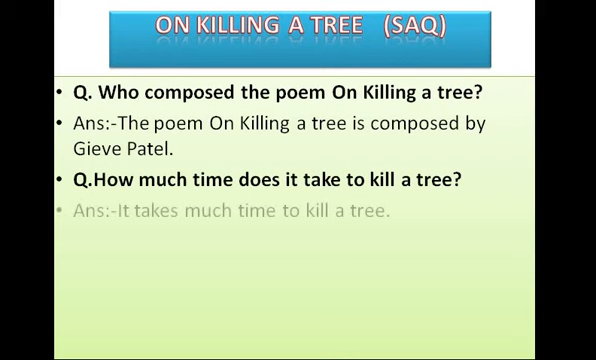 ON KILLING A TREE (SAQ)
• Q. Who composed the poem On Killing a tree?
• Ans:-The poem On Killing a tree is composed by
Gieve Patel.
• Q.How much time does it take to kill a tree?
• Ans:-It takes much time to kill a tree.